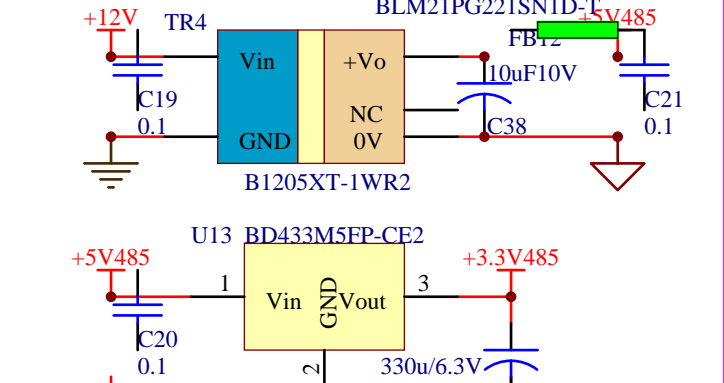 BLM21PG221SN1D-T
+12V
TR4
+5V485
FB12
Vin
+Vo
10uF10V
C19
0.1
NC
C21
0.1
GND
0V
C38
B1205XT-1WR2
U13 BD433M5FP-CE2
+5V485
+3.3V485
1
3
Vin
GND
Vout
C20
0.1
2
330u/6.3V